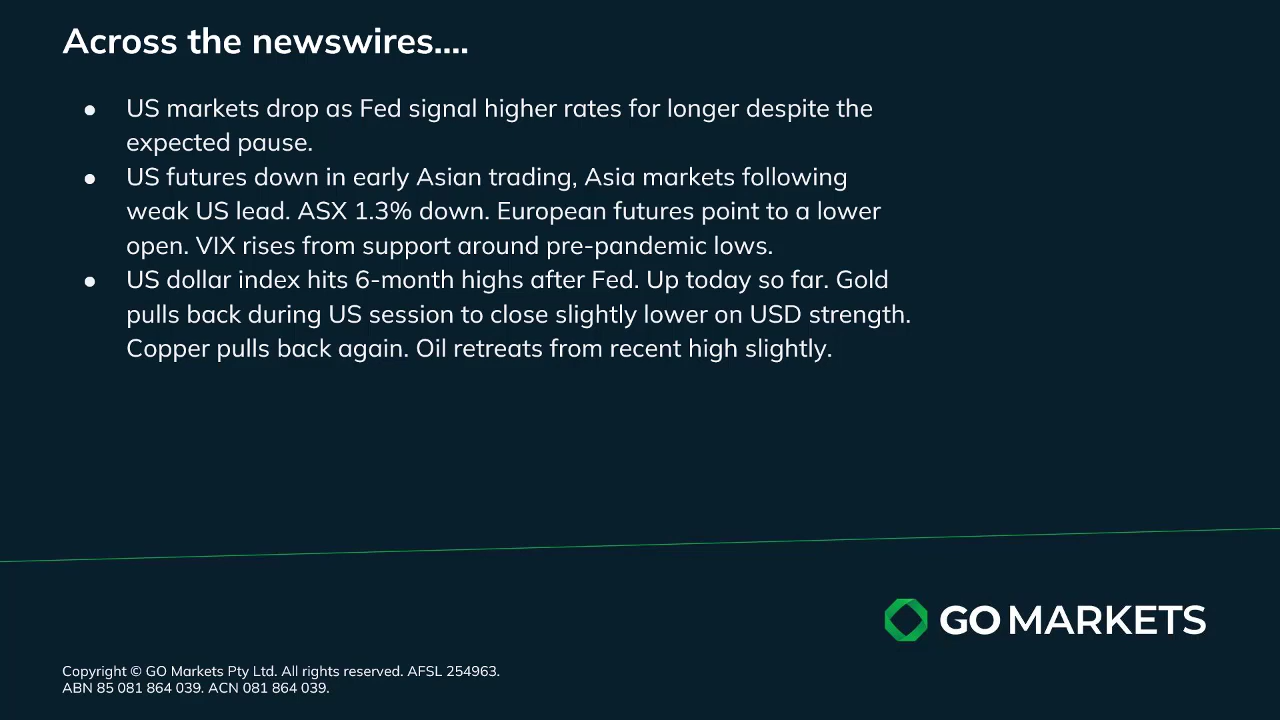 Across the newswires....
● US markets drop as Fed signal higher rates for longer despite the
expected pause.
● US futures down in early Asian trading, Asia markets following
weak US lead. ASX 1.3% down. European futures point to a lower
open. VIX rises from support around pre-pandemic lows.
● US dollar index hits 6-month highs after Fed. Up today so far. Gold
pulls back during US session to close slightly lower on USD strength.
Copper pulls back again. Oil retreats from recent high slightly.
GO MARKETS
Copyright © GO Markets Pty Ltd. All rights reserved. AFSL 254963.
ABN 85 081 864 039. ACN 081 864 039.